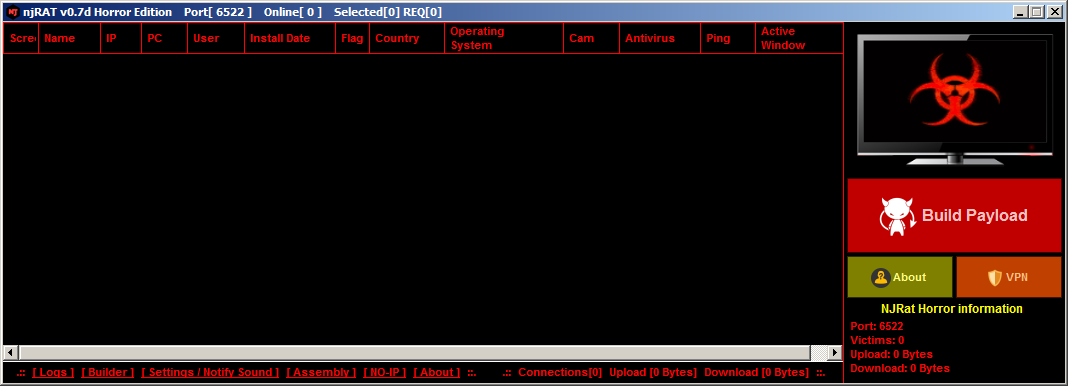 njRAT v0.7d Horror Edition Port[ 6522 ] Online[ 0 ] Selected[0] REQ[0]
Scree Name IP PC User Install Date Flag Country Operating System Cam Antivirus Ping Active Window
Build Payload
About VPN
NJRat Horror information
Port: 6522
Victims: 0
Upload: 0 Bytes
Download: 0 Bytes
.:: [ Logs ] [ Builder ] [ Settings / Notify Sound ] [ Assembly ] [ NO-IP ] [ About ] ::. .:: Connections[0] Upload [0 Bytes] Download [0 Bytes] ::.